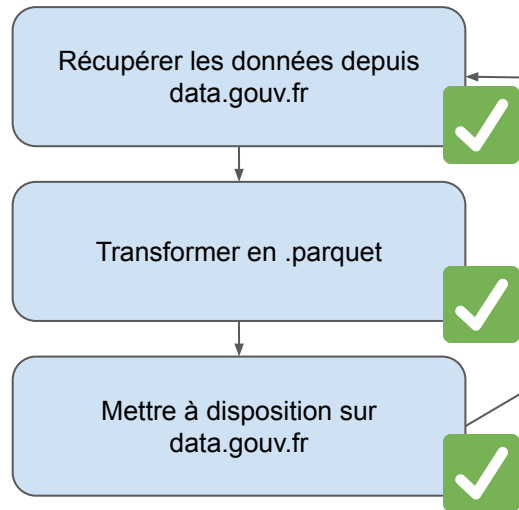 Récupérer les données depuis
data.gouv.fr
Transformer en .parquet
Mettre à disposition sur
data.gouv.fr